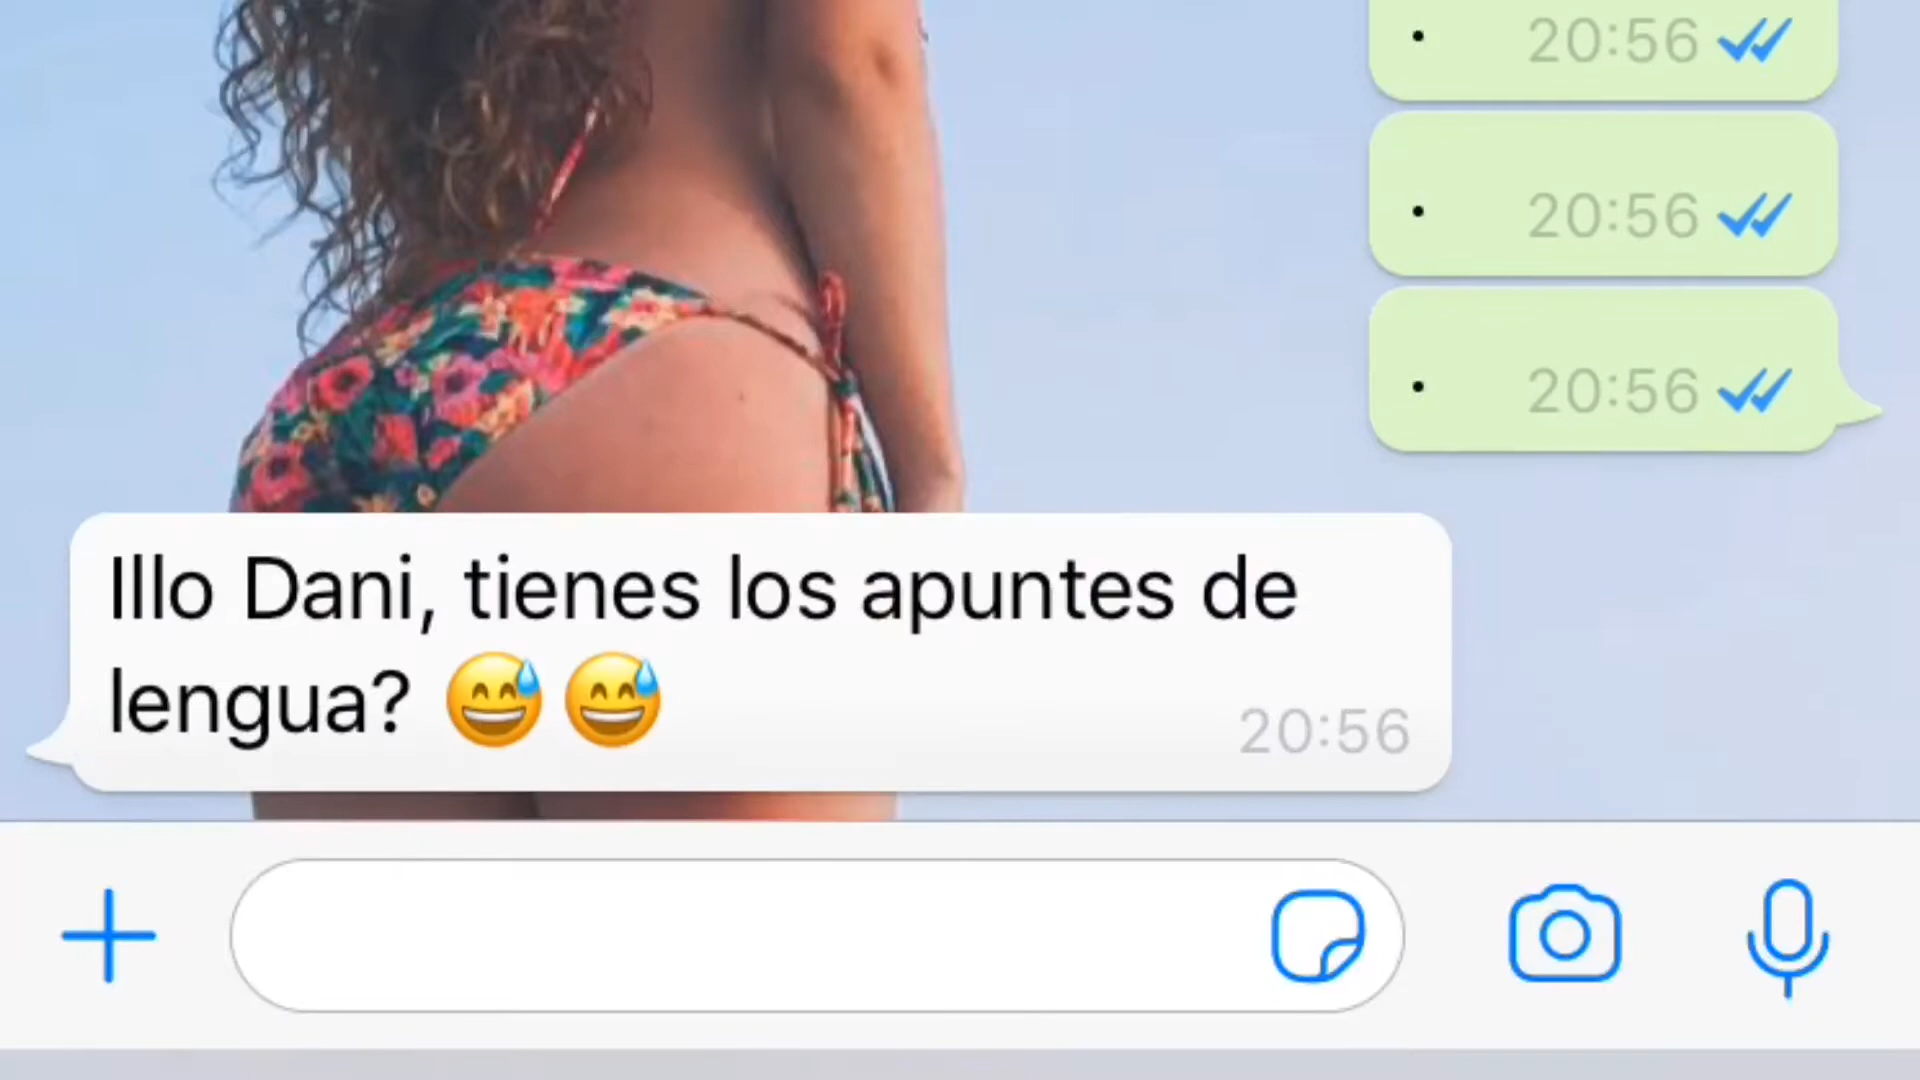 . 20:56
. 20:56
. 20:56
Illo Dani, tienes los apuntes de
lengua? 😅😅
20:56